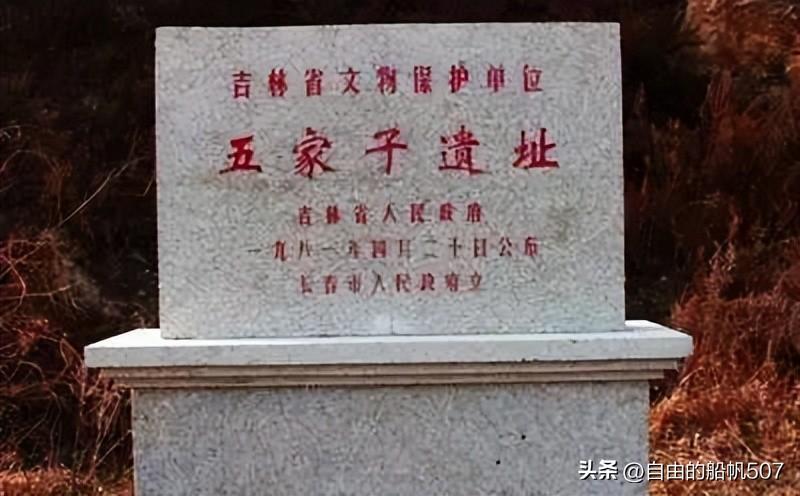 吉林省文物保护单位
五家子遗址
吉林省人民政府
一九八一年四月二十日公布
长春市人民政府立
头条 @自由的船帆507